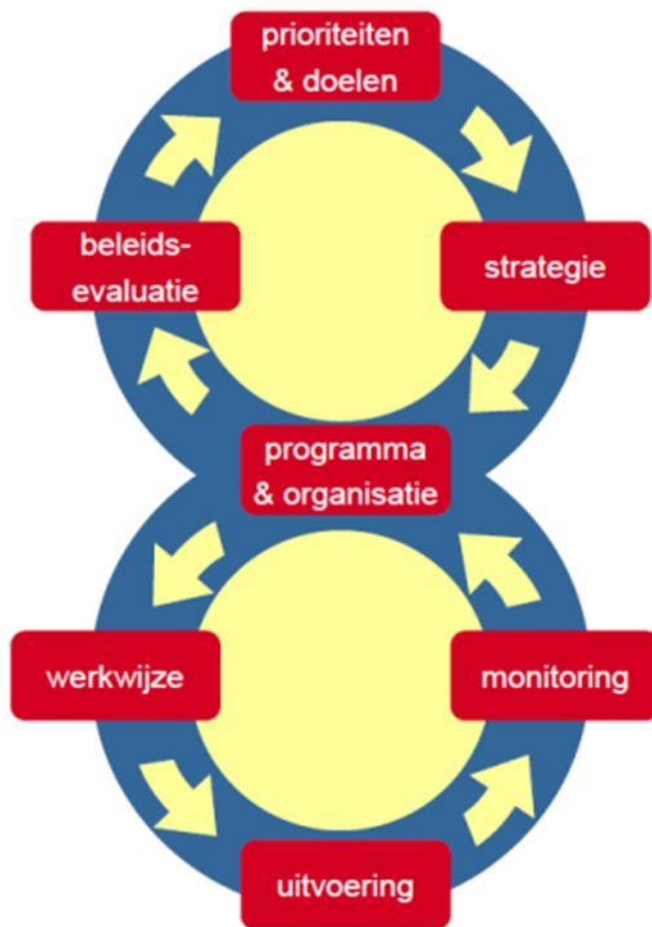 prioriteiten
& doelen
beleids-
evaluatie
strategie
programma
& organisatie
werkwijze
monitoring
uitvoering